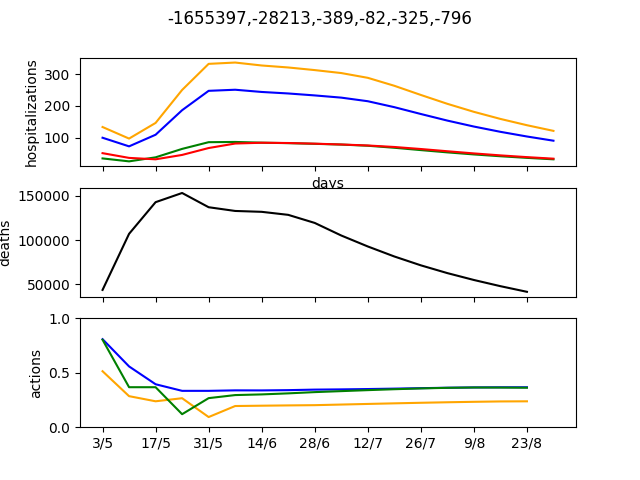 -1655397,-28213,-389,-82,-325,-796
300
200
100
hospitalizations
days
150000
100000
50000
deaths
1.0
0.5
0.0
actions
3/5 17/5 31/5 14/6 28/6 12/7 26/7 9/8 23/8